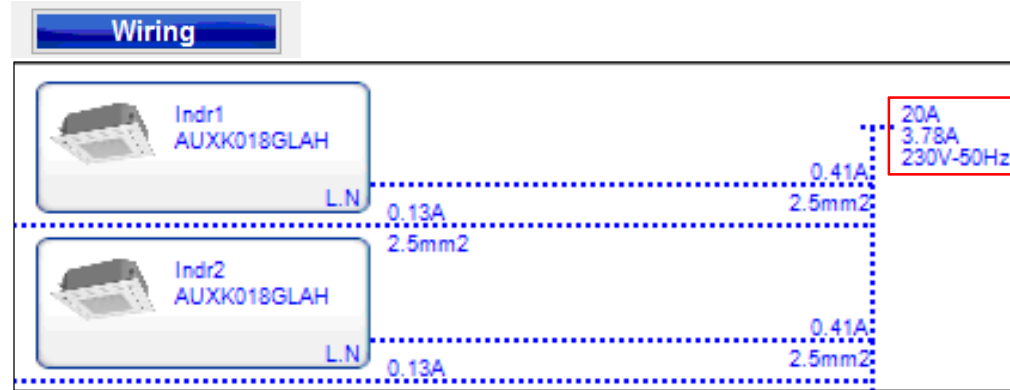 Wiring
Indr1
AUXK018GLAH
L.N
20A
3.78A
230V-50Hz
0.41A
2.5mm2
0.13A
2.5mm2
Indr2
AUXK018GLAH
L.N
0.41A
2.5mm2
0.13A